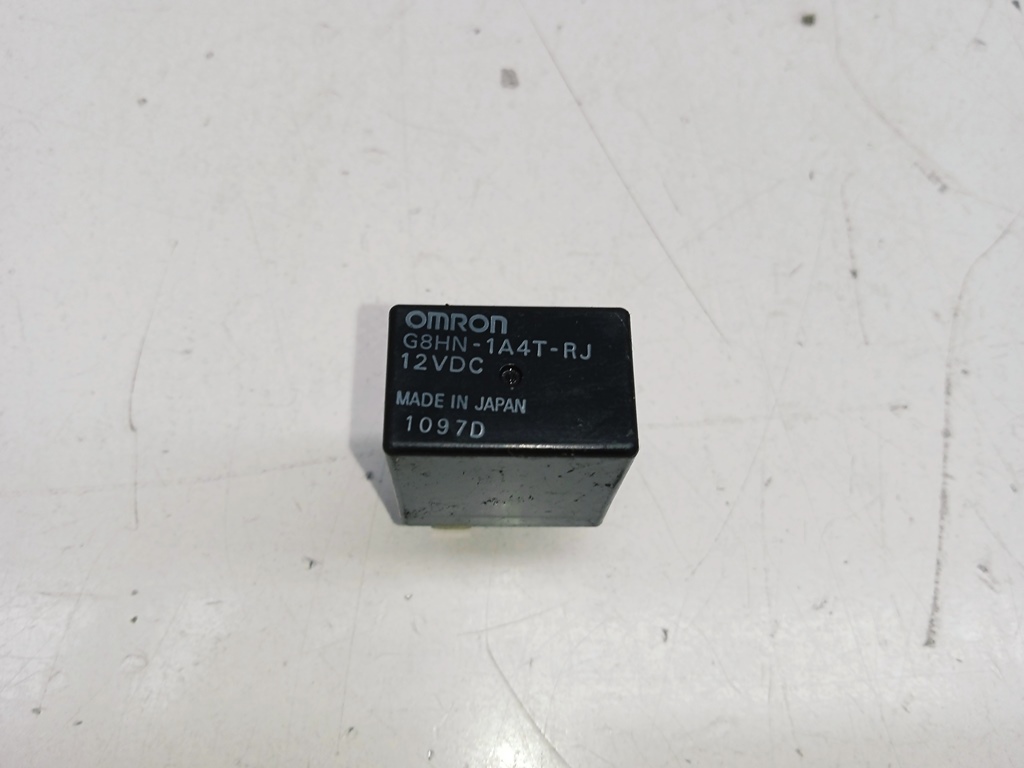 OMRON
G8HN-1A4T-RJ
12VDC
MADE IN JAPAN
1097D